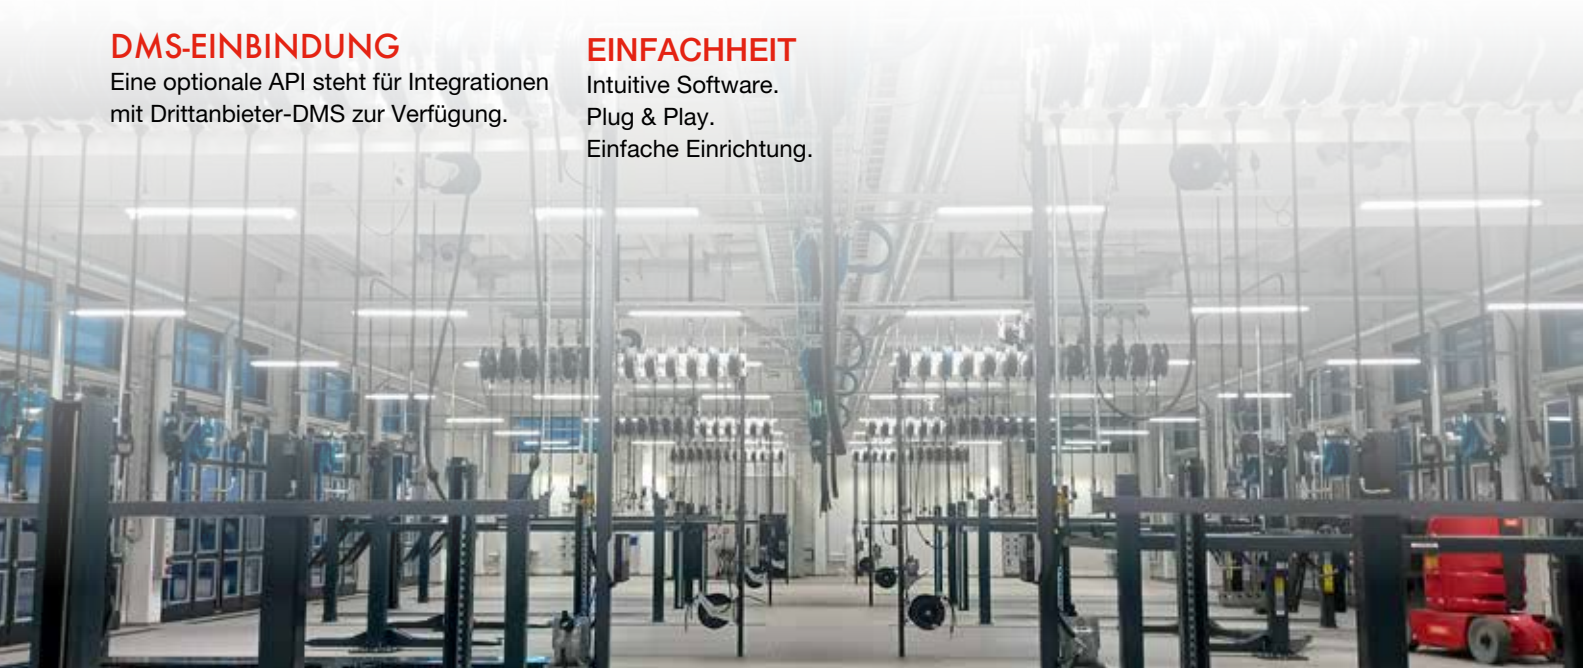 DMS-EINBINDUNG
Eine optionale API steht für Integrationen
mit Drittanbieter-DMS zur Verfügung.
EINFACHHEIT
Intuitive Software.
Plug & Play.
Einfache Einrichtung.